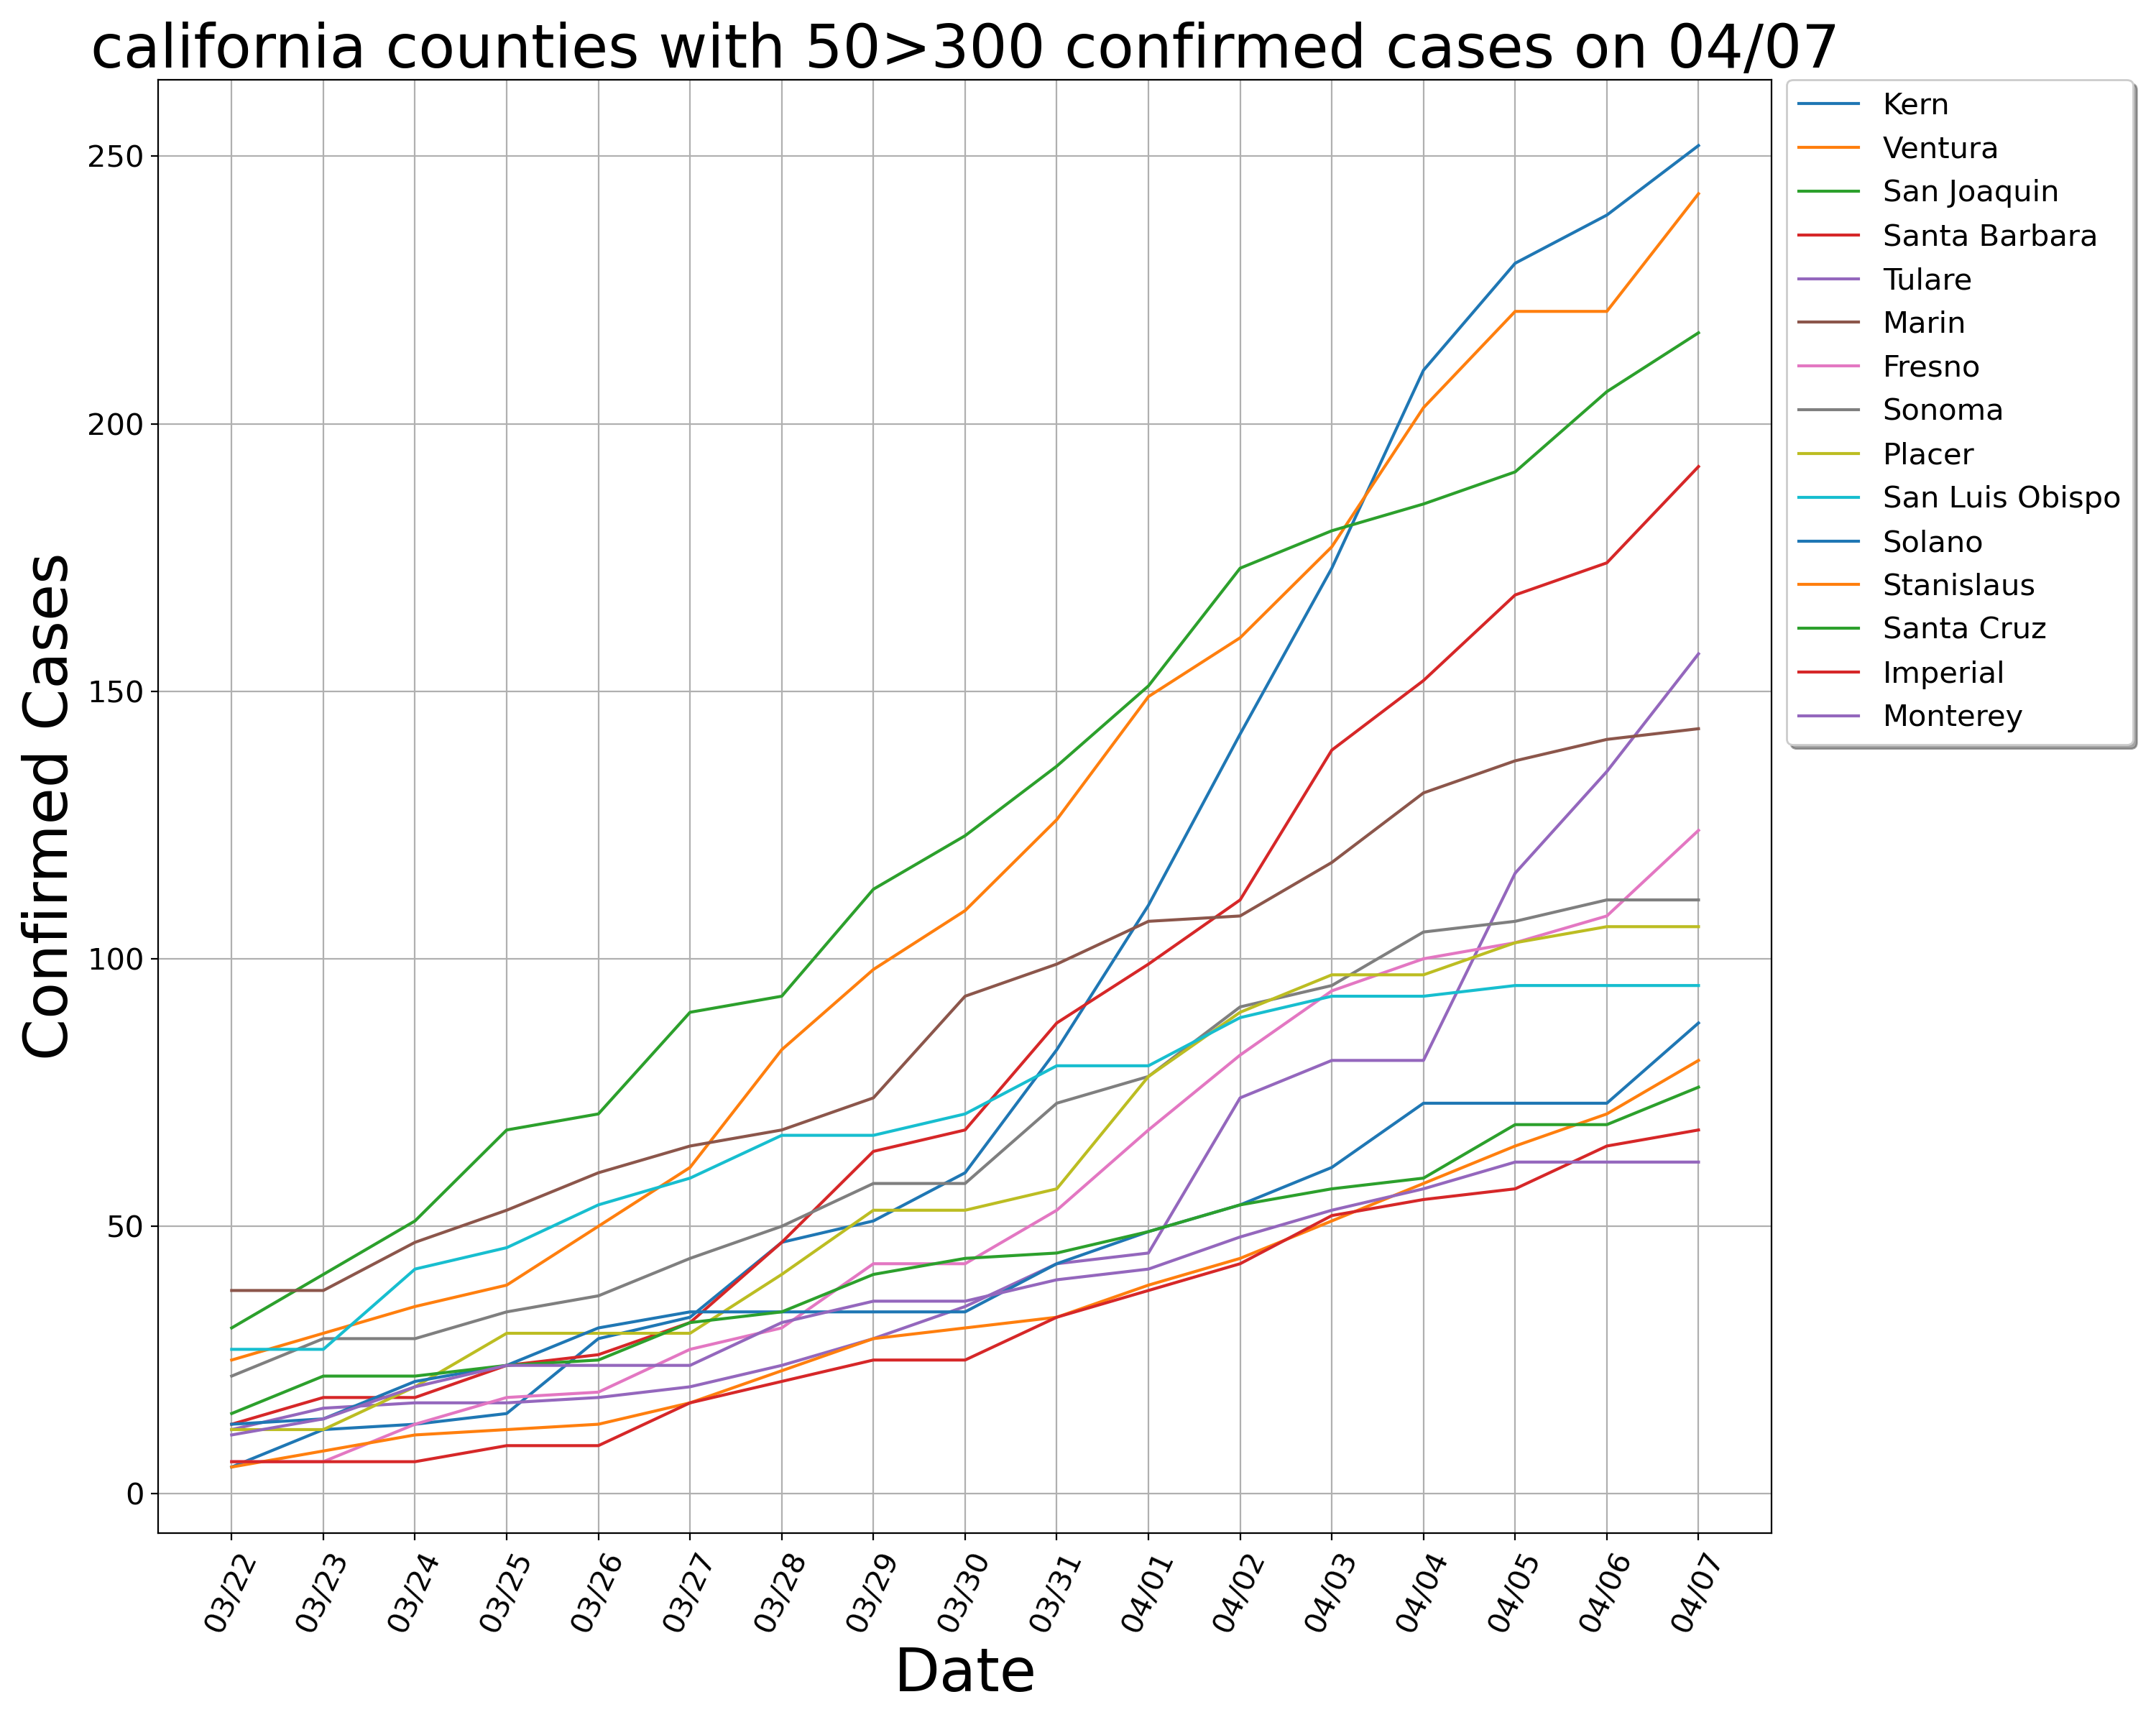 california counties with 50>300 confirmed cases on 04/07
Kern
Ventura
San Joaquin
Santa Barbara
Tulare
Marin
Fresno
Sonoma
Placer
San Luis Obispo
Solano
Stanislaus
Santa Cruz
Imperial
Monterey
Confirmed Cases
250
200
150
100
50
0
03/22
03/23
03/24
03/25
03/26
03/27
03/28
03/29
03/30
03/31
04/01
04/02
04/03
04/04
04/05
04/06
04/07
Date